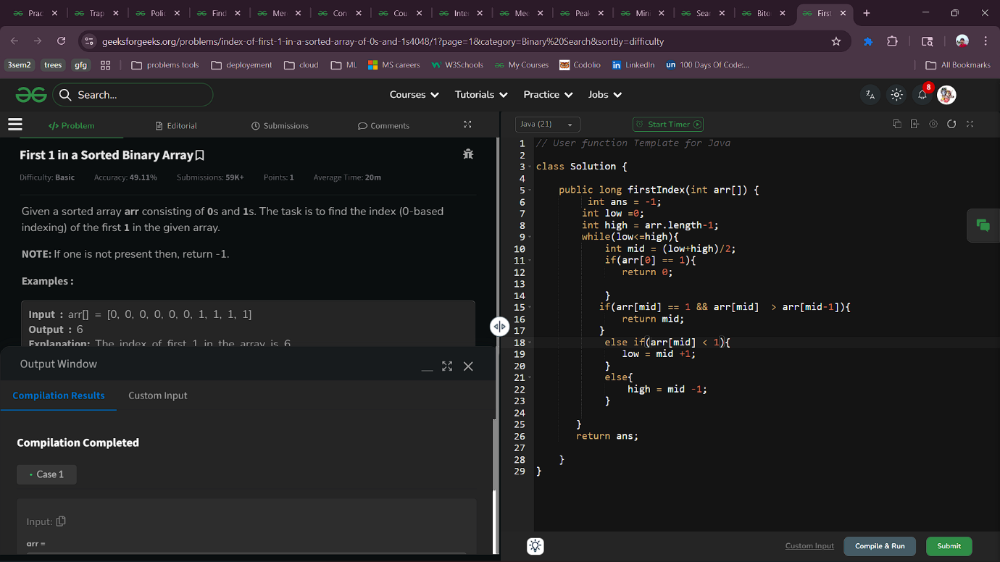 Prac
Trap
Polic
Find
Mer
Con
Cou
Inte
Mee
Peak
Min
Sear
Bito
First
geeksforgeeks.org/problems/index-of-first-1-in-a-sorted-array-of-0s-and-1s4048/1?page=1&category=Binary%20Search&sortBy=difficulty
3sem2 trees gfg problems tools deployement cloud ML MS careers W3Schools My Courses Codolio LinkedIn 100 Days Of Code:... All Bookmarks
Search...
Courses Tutorials Practice Jobs
8
</> Problem Editorial Submissions Comments
Java (21) Start Timer
First 1 in a Sorted Binary Array
Difficulty: Basic Accuracy: 49.11% Submissions: 59K+ Points: 1 Average Time: 20m
Given a sorted array arr consisting of 0s and 1s. The task is to find the index (0-based
indexing) of the first 1 in the given array.
NOTE: If one is not present then, return -1.
Examples :
Input : arr[] = [0, 0, 0, 0, 0, 0, 1, 1, 1, 1]
Output : 6
Explanation: The index of first 1 in the array is 6
Output Window
Compilation Results Custom Input
Compilation Completed
Case 1
Input:
arr =
1 // User function Template for Java
2
3 class Solution {
4
5 public long firstIndex(int arr[]) {
6 int ans = -1;
7 int low =0;
8 int high = arr.length-1;
9 while(low<=high){
10 int mid = (low+high)/2;
11 if(arr[0] == 1){
12 return 0;
13
14 }
15 if(arr[mid] == 1 && arr[mid] > arr[mid-1]){
16 return mid;
17 }
18 else if(arr[mid] < 1){
19 low = mid +1;
20 }
21 else{
22 high = mid -1;
23 }
24
25 }
26 return ans;
27
28 }
29 }
Custom Input Compile & Run Submit